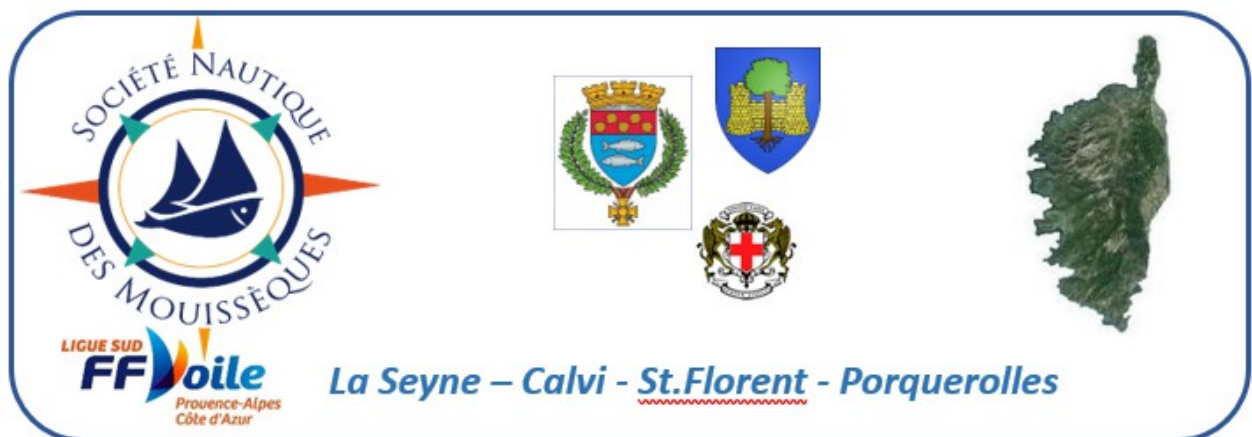 SOCIÉTÉ NAUTIQUE
DES MOUISSÈQUES
LIGUE SUD
FFVoile
Provence-Alpes
Côte d'Azur
La Seyne – Calvi - St.Florent - Porquerolles